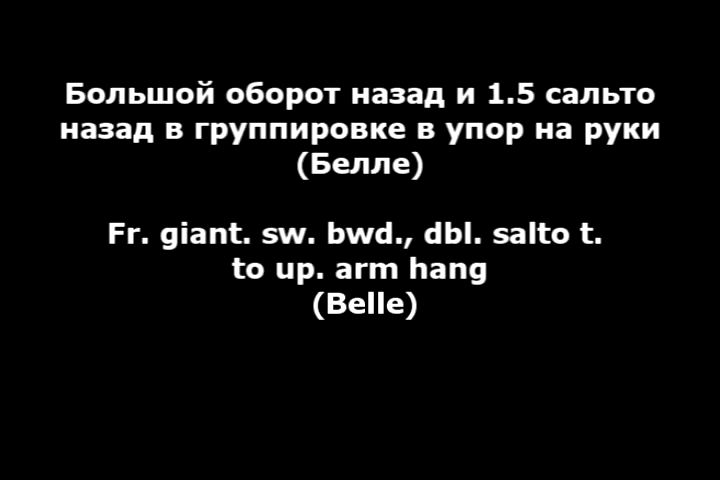 Большой оборот назад и 1.5 сальто
назад в группировке в упор на руки
(Белле)
Fr. giant. sw. bwd., dbl. salto t.
to up. arm hang
(Belle)